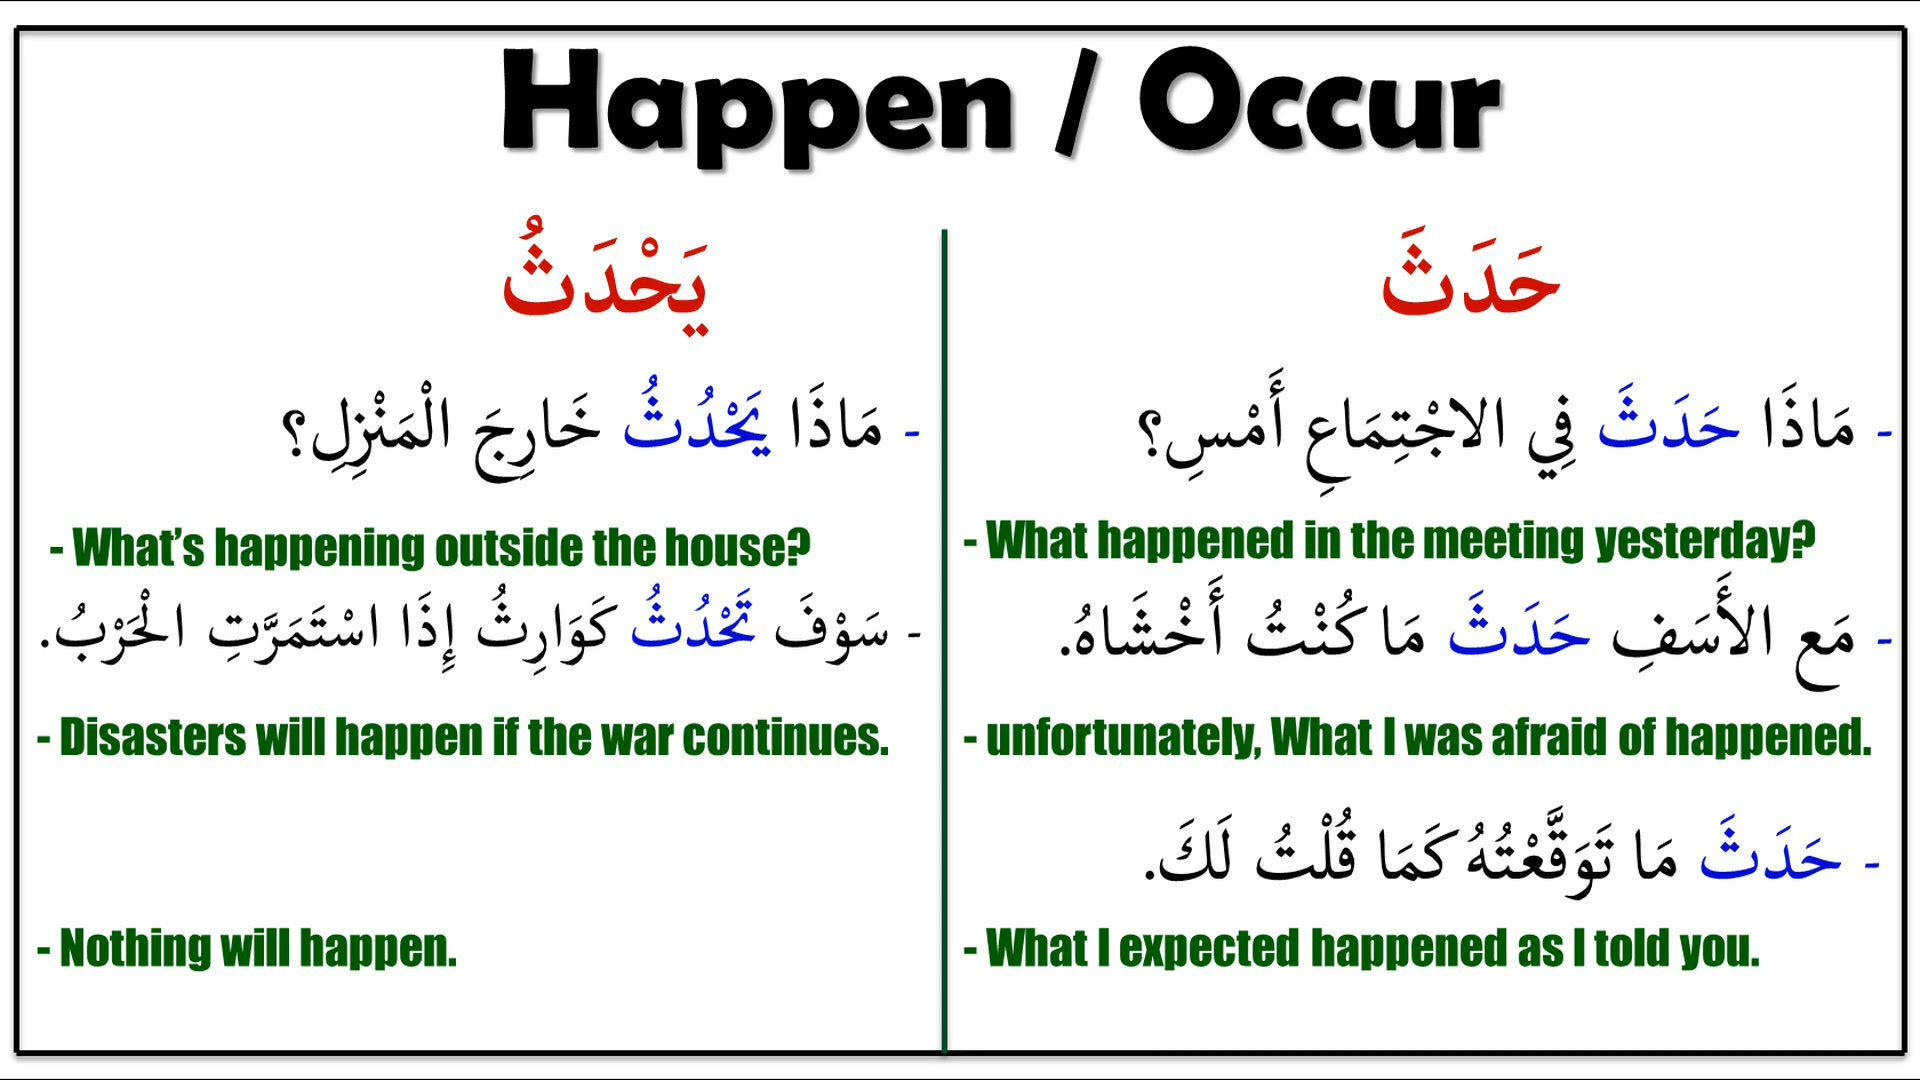 Happen / Occur
حَدَثَ
- مَاذَا حَدَثَ فِي الاجْتِمَاعِ أَمْسِ؟
- What happened in the meeting yesterday?
- مَع الأَسَفِ حَدَثَ مَا كُنْتُ أَخْشَاهُ.
- unfortunately, What I was afraid of happened.
- حَدَثَ مَا تَوَقَّعْتُهُ كَمَا قُلْتُ لَكَ.
- What I expected happened as I told you.
يَحْدَثُ
- مَاذَا يَحْدُثُ خَارِجَ الْمَنْزِلِ؟
- What’s happening outside the house?
- سَوْفَ تَحْدُثُ كَوَارِثُ إِذَا اسْتَمَرَّتِ الْحَرْبُ.
- Disasters will happen if the war continues.
- Nothing will happen.